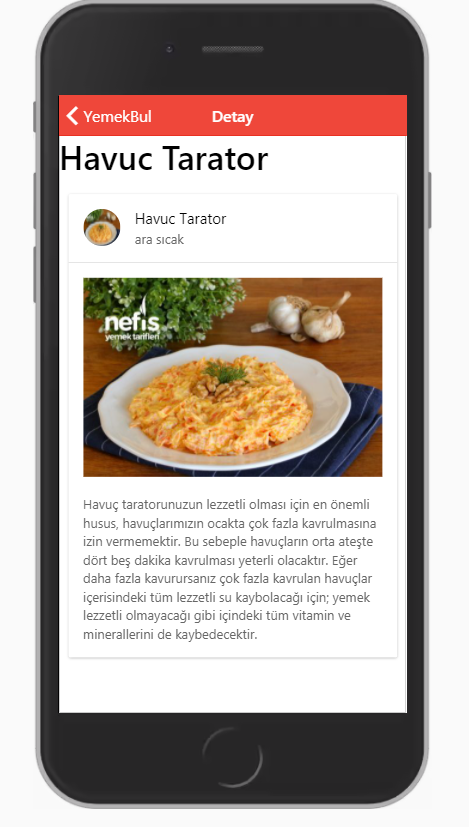 YemekBul
Detay
Havuc Tarator
Havuc Tarator
ara sıcak
nefis
yemek tarifleri
Havuç taratorunuzun lezzetli olması için en önemli
husus, havuçlarımızın ocakta çok fazla kavrulmasına
izin vermemektir. Bu sebeple havuçların orta ateşte
dört beş dakika kavrulması yeterli olacaktır. Eğer
daha fazla kavurursanız çok fazla kavrulan havuçlar
içerisindeki tüm lezzetli su kaybolacağı için; yemek
lezzetli olmayacağı gibi içindeki tüm vitamin ve
minerallerini de kaybedecektir.